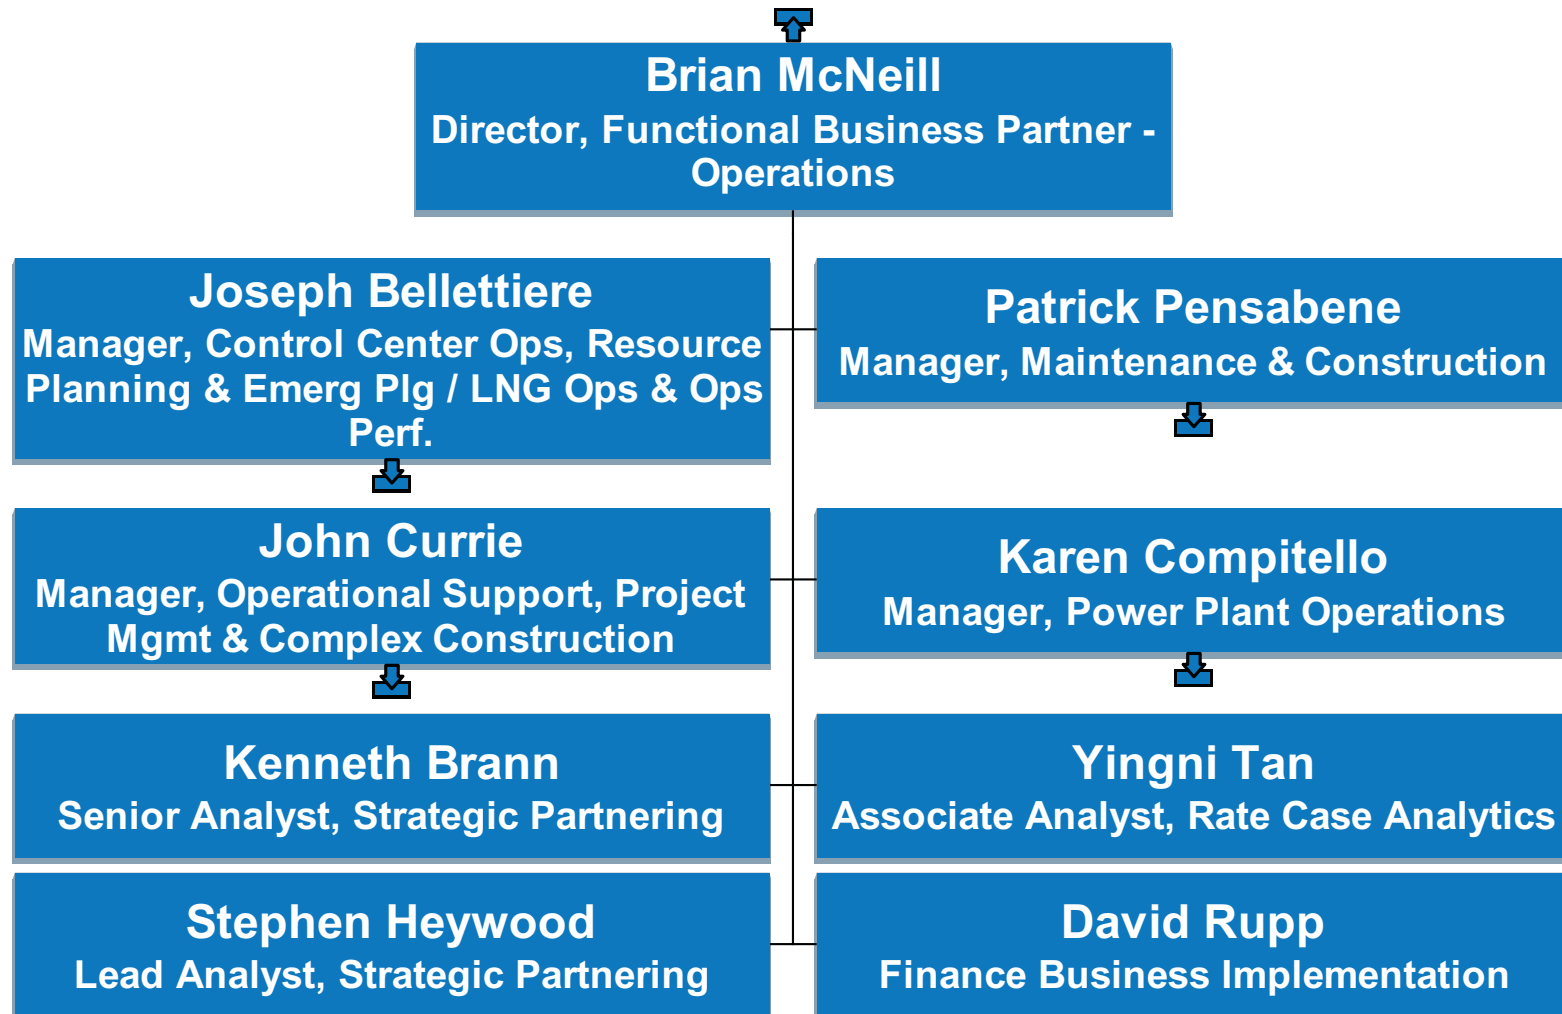 Brian McNeill
Director, Functional Business Partner -
Operations
Joseph Bellettiere
Manager, Control Center Ops, Resource
Planning & Emerg Plg / LNG Ops & Ops
Perf.
Patrick Pensabene
Manager, Maintenance & Construction
John Currie
Manager, Operational Support, Project
Mgmt & Complex Construction
Karen Compitello
Manager, Power Plant Operations
Kenneth Brann
Senior Analyst, Strategic Partnering
Yingni Tan
Associate Analyst, Rate Case Analytics
Stephen Heywood
Lead Analyst, Strategic Partnering
David Rupp
Finance Business Implementation